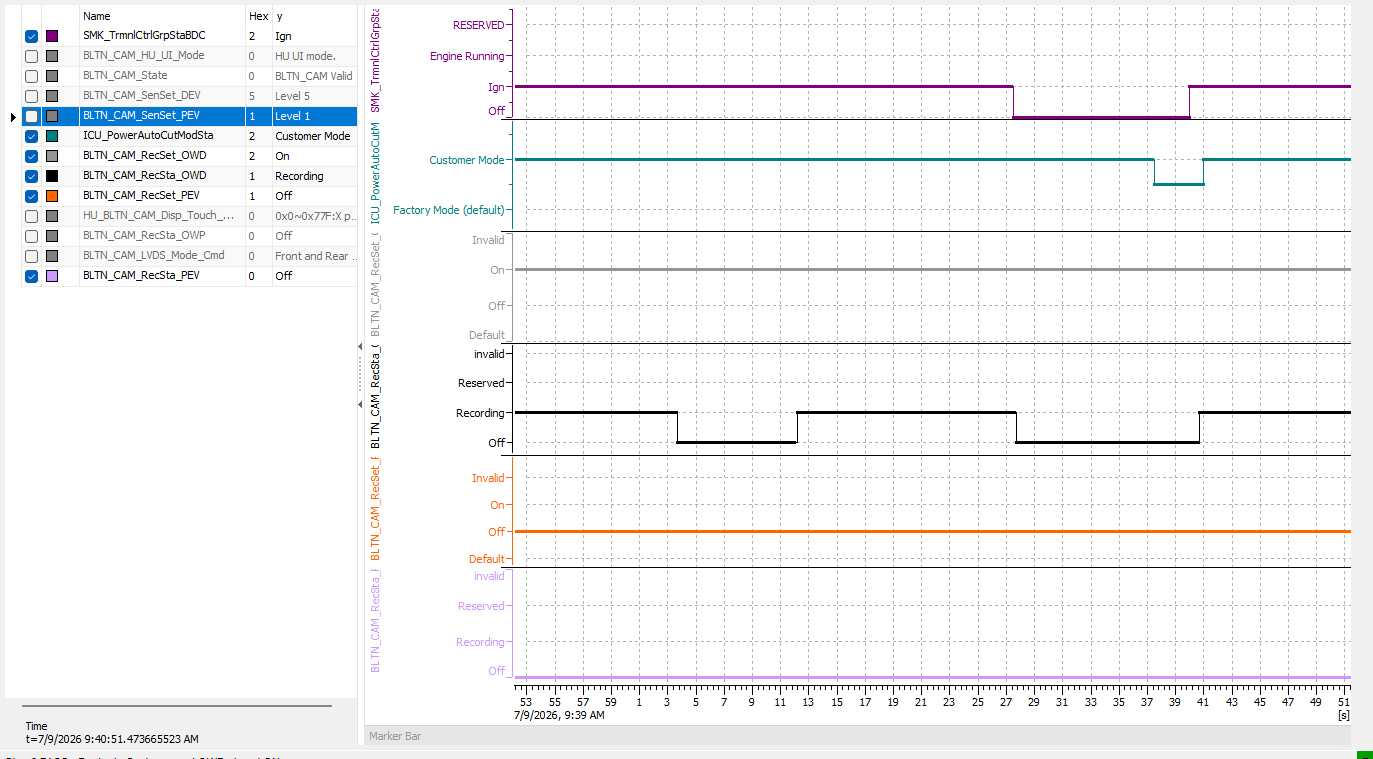 Name Hex y
SMK_TrmnlCtrlGrpStaBDC 2 Ign
BLTN_CAM_HU_UI_Mode 0 HU UI mode.
BLTN_CAM_State 0 BLTN_CAM Valid
BLTN_CAM_SenSet_DEV 5 Level 5
BLTN_CAM_SenSet_PEV 1 Level 1
ICU_PowerAutoCutModSta 2 Customer Mode
BLTN_CAM_RecSet_OWD 2 On
BLTN_CAM_RecSta_OWD 1 Recording
BLTN_CAM_RecSet_PEV 1 Off
HU_BLTN_CAM_Disp_Touch_... 0 0x0~0x77F:X p...
BLTN_CAM_RecSta_OWP 0 Off
BLTN_CAM_LVDS_Mode_Cmd 0 Front and Rear ...
BLTN_CAM_RecSta_PEV 0 Off
Time
t=7/9/2026 9:40:51.473665523 AM
SMK_TrmnlCtrlGrpSta
RESERVED
Engine Running
Ign
Off
ICU_PowerAutoCutM
Customer Mode
Factory Mode (default)
BLTN_CAM_RecSet_(
Invalid
On
Off
Default
BLTN_CAM_RecSta_(
invalid
Reserved
Recording
Off
BLTN_CAM_RecSet_F
Invalid
On
Off
Default
BLTN_CAM_RecSta_F
invalid
Reserved
Recording
Off
53 55 57 59 1 3 5 7 9 11 13 15 17 19 21 23 25 27 29 31 33 35 37 39 41 43 45 47 49 51
7/9/2026, 9:39 AM [s]
Marker Bar